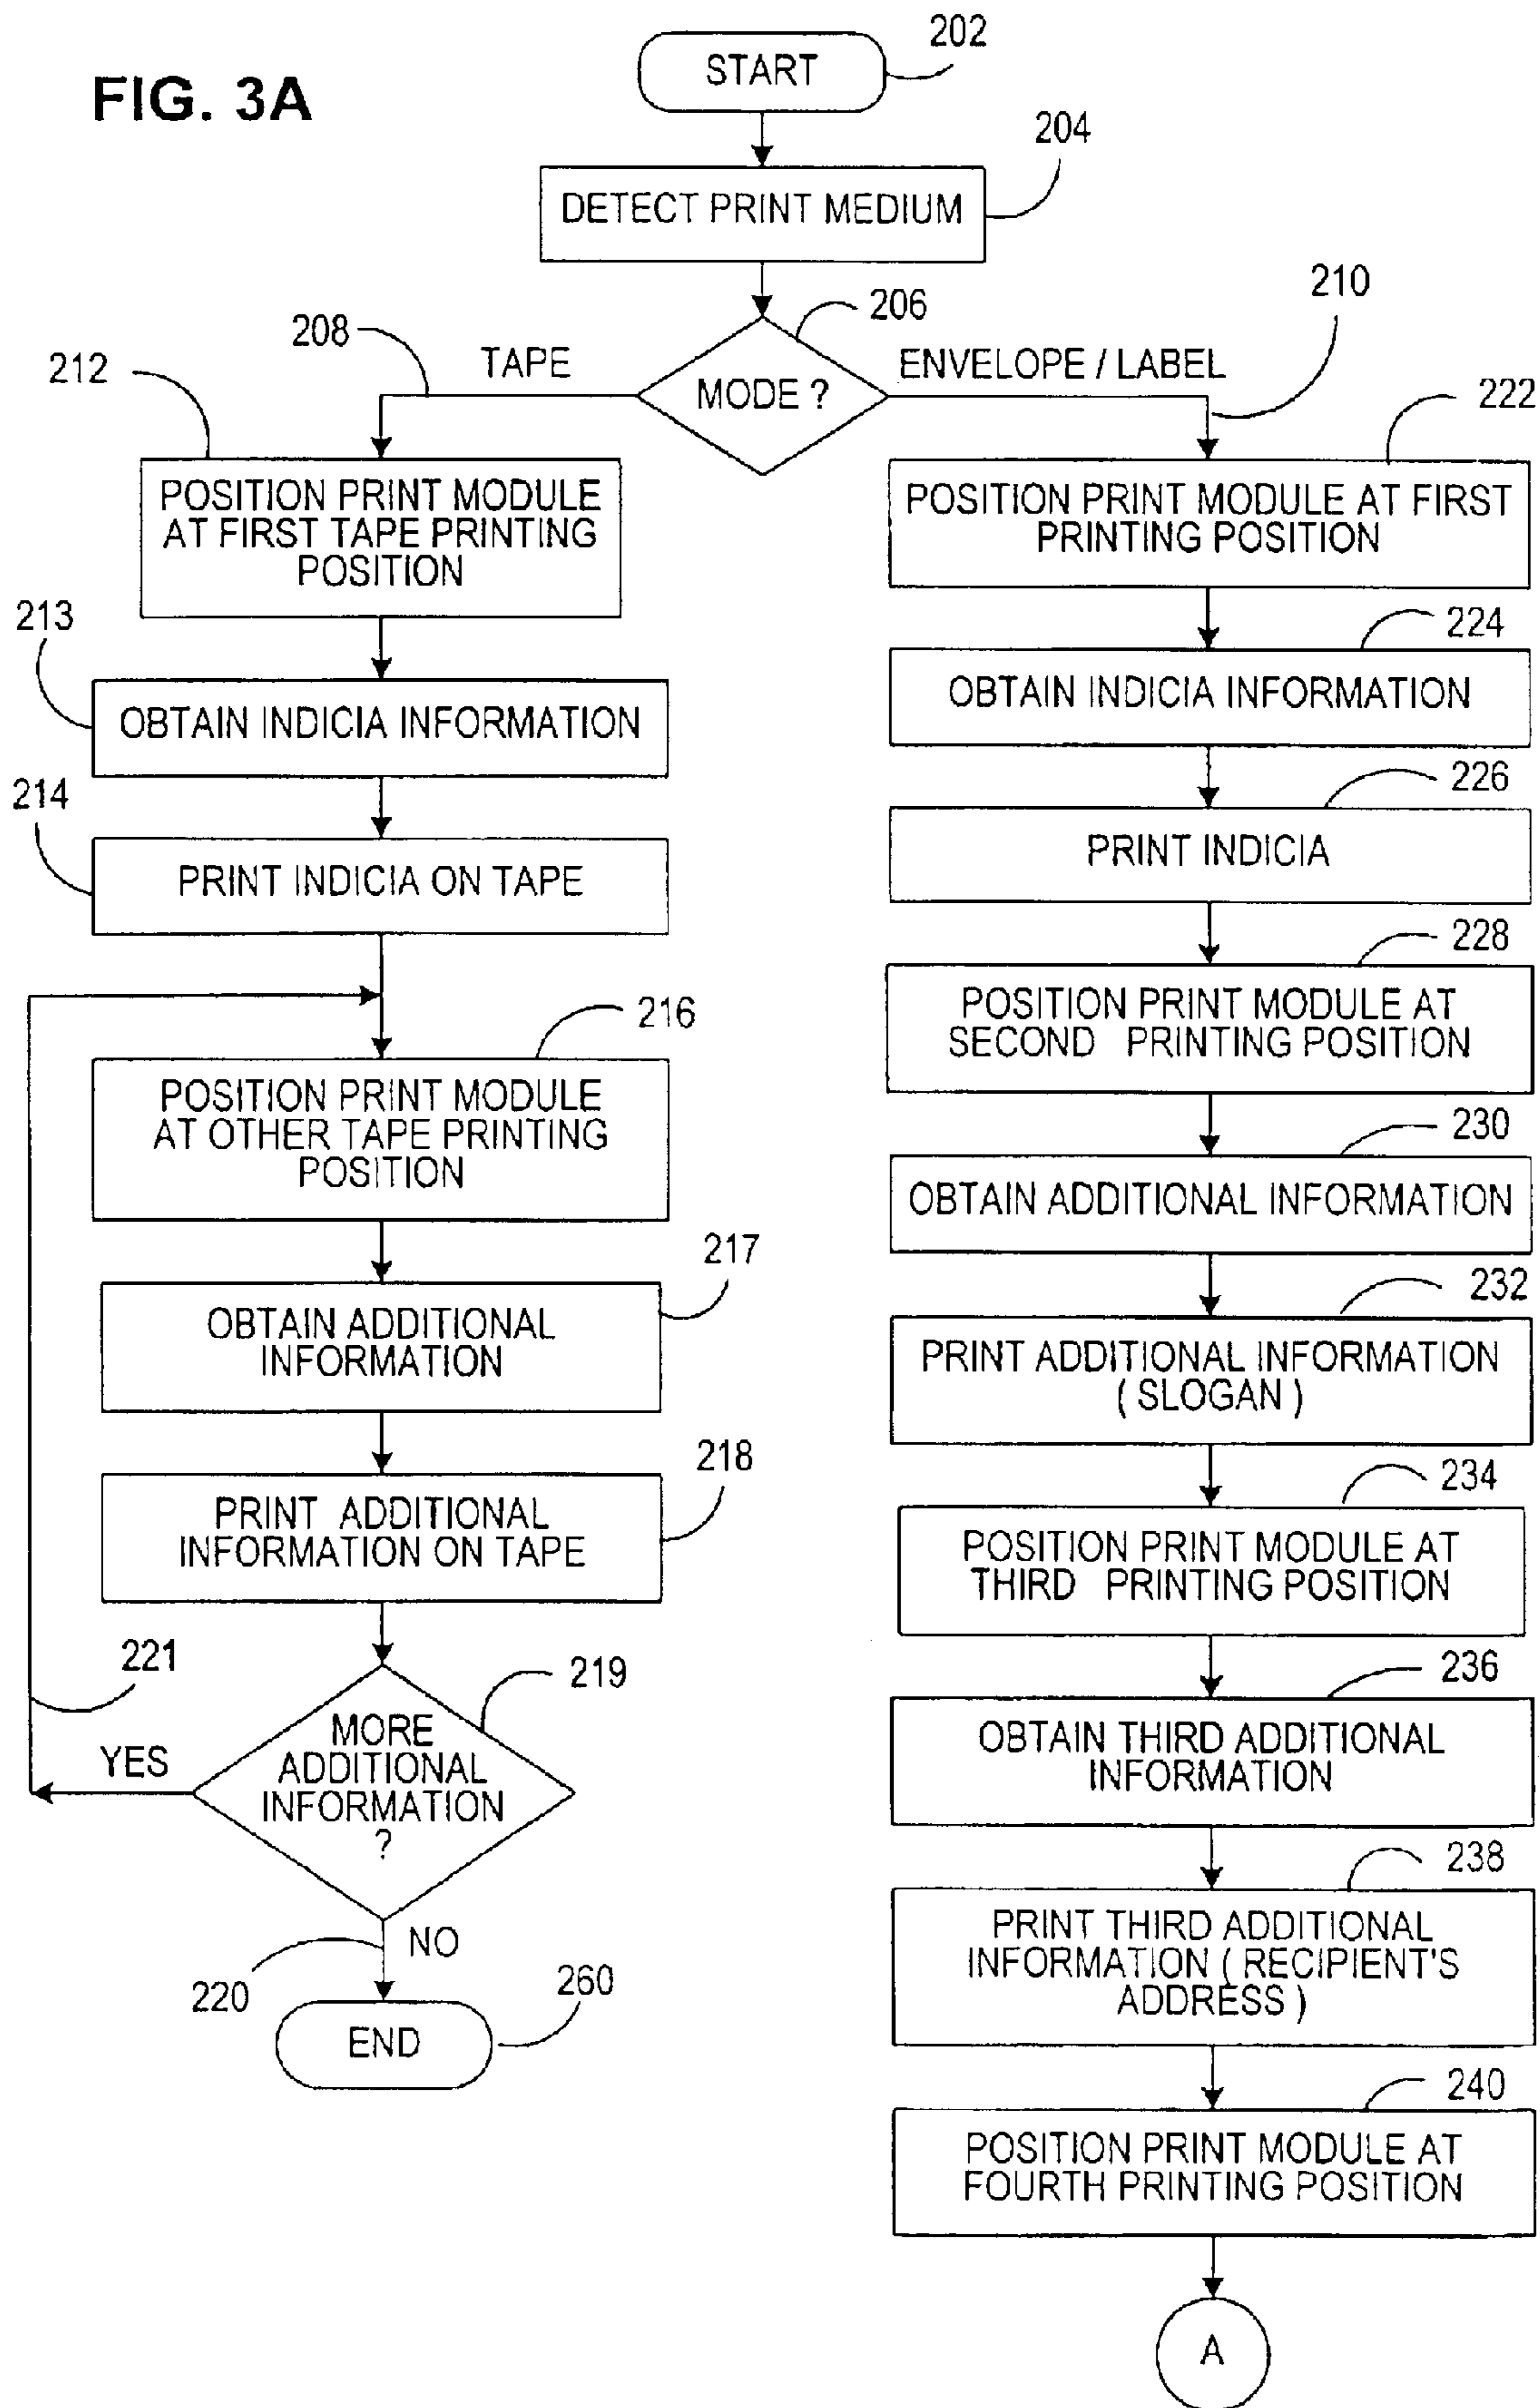 FIG. 3A
START
202
DETECT PRINT MEDIUM
204
MODE ?
206
TAPE
208
ENVELOPE / LABEL
210
212
POSITION PRINT MODULE
AT FIRST TAPE PRINTING
POSITION
213
OBTAIN INDICIA INFORMATION
214
PRINT INDICIA ON TAPE
216
POSITION PRINT MODULE
AT OTHER TAPE PRINTING
POSITION
217
OBTAIN ADDITIONAL
INFORMATION
218
PRINT ADDITIONAL
INFORMATION ON TAPE
221
219
MORE
ADDITIONAL
INFORMATION
?
YES
NO
220
260
END
222
POSITION PRINT MODULE AT FIRST
PRINTING POSITION
224
OBTAIN INDICIA INFORMATION
226
PRINT INDICIA
228
POSITION PRINT MODULE AT
SECOND PRINTING POSITION
230
OBTAIN ADDITIONAL INFORMATION
232
PRINT ADDITIONAL INFORMATION
( SLOGAN )
234
POSITION PRINT MODULE AT
THIRD PRINTING POSITION
236
OBTAIN THIRD ADDITIONAL
INFORMATION
238
PRINT THIRD ADDITIONAL
INFORMATION ( RECIPIENT'S
ADDRESS )
240
POSITION PRINT MODULE AT
FOURTH PRINTING POSITION
A